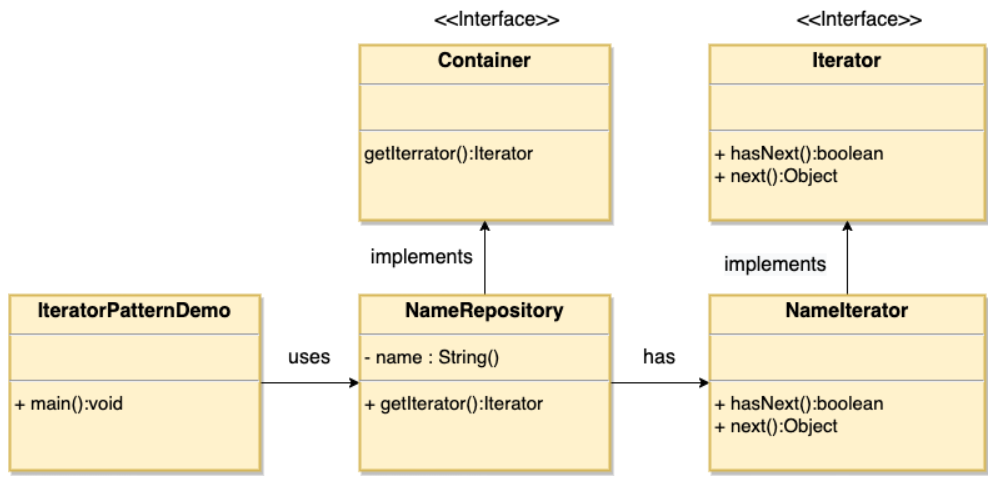 <<Interface>>
Container
getIterrator():Iterator
<<Interface>>
Iterator
+ hasNext():boolean
+ next():Object
implements
implements
IteratorPatternDemo
+ main():void
uses
NameRepository
- name : String()
+ getIterator():Iterator
has
NameIterator
+ hasNext():boolean
+ next():Object